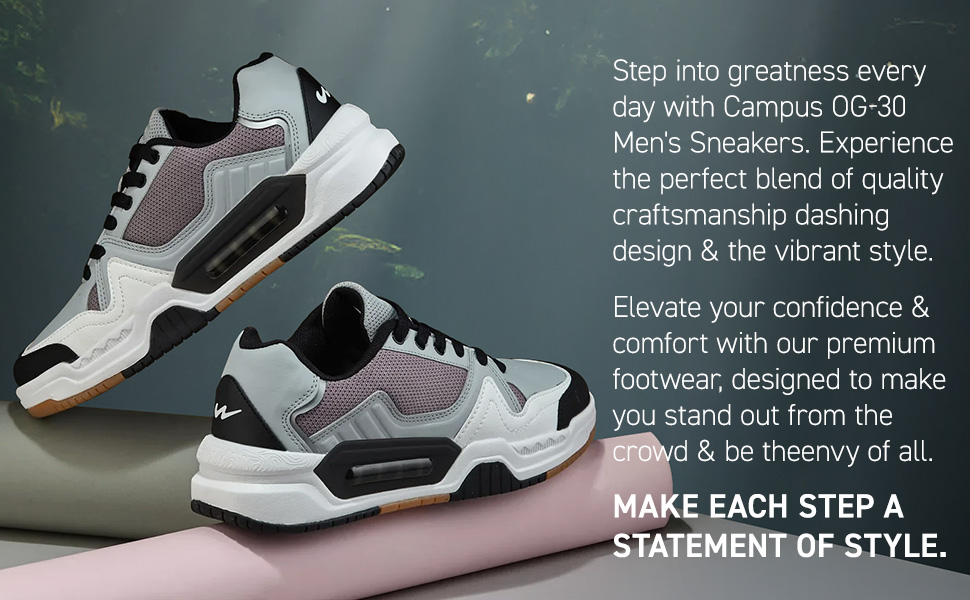 Step into greatness every
day with Campus OG-30
Men's Sneakers. Experience
the perfect blend of quality
craftsmanship dashing
design & the vibrant style.
Elevate your confidence &
comfort with our premium
footwear, designed to make
you stand out from the
crowd & be theenvy of all.
MAKE EACH STEP A
STATEMENT OF STYLE.